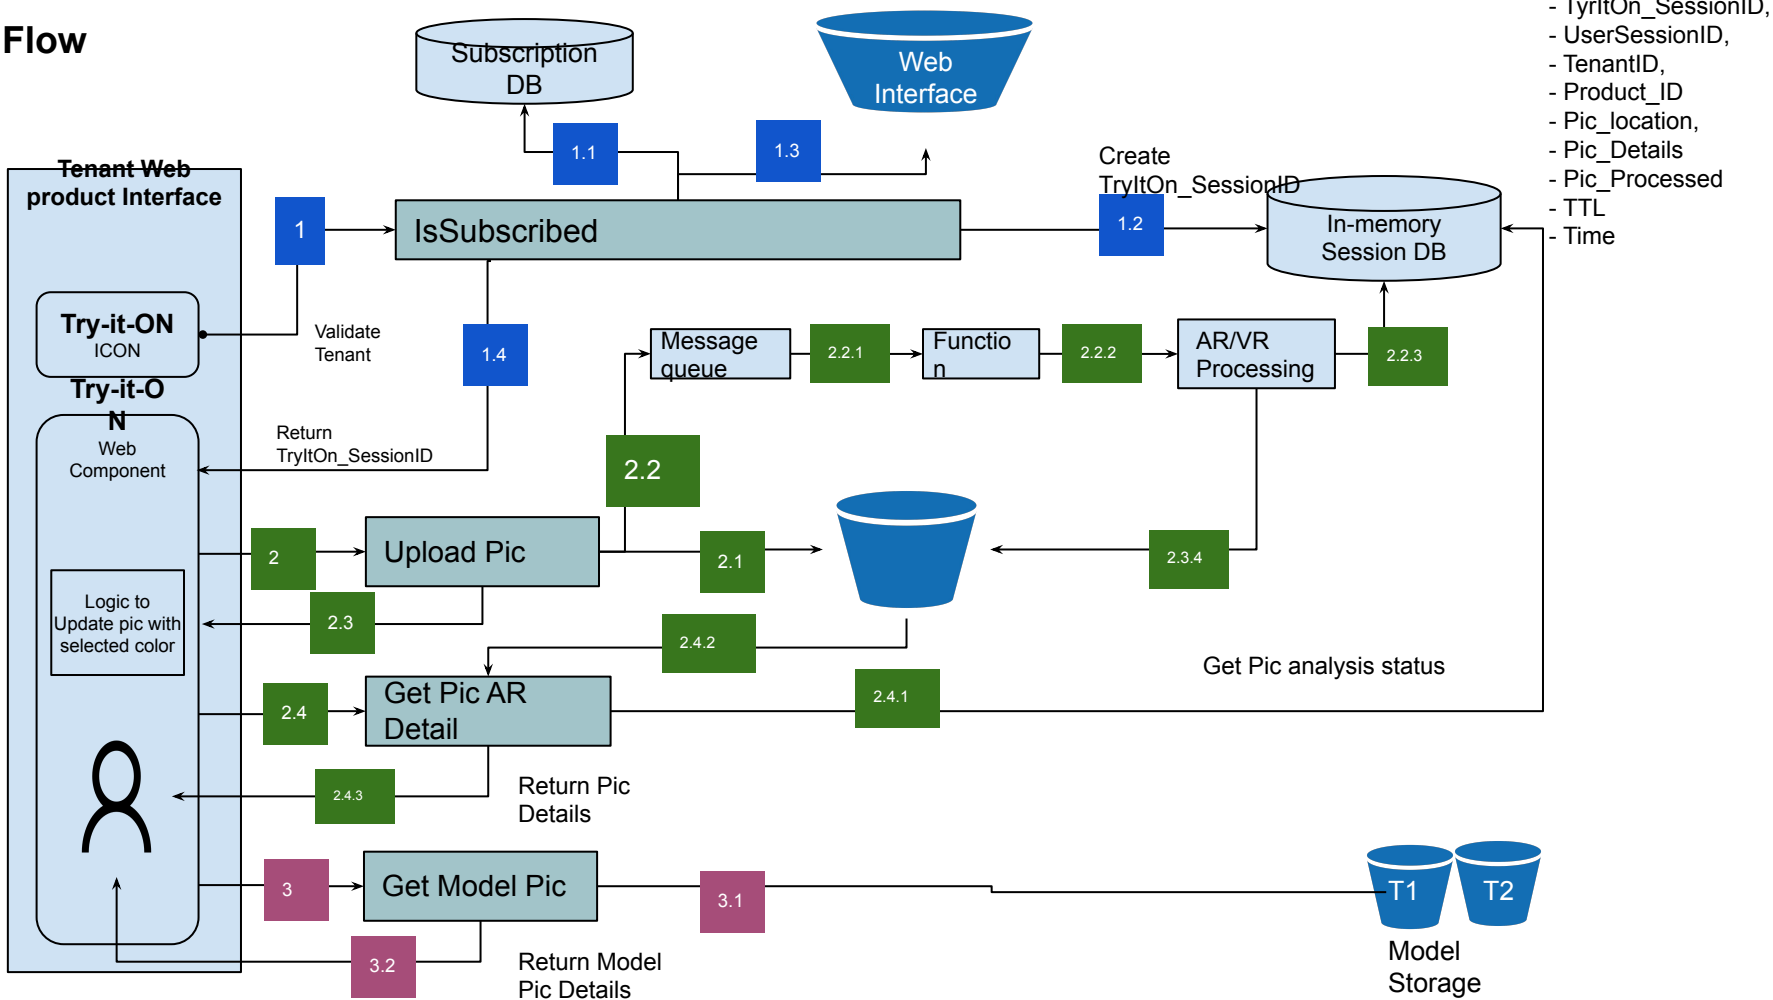 Flow
Subscription
DB
Web
Interface
- TyrItOn_SessionID,
- UserSessionID,
- TenantID,
- Product_ID
- Pic_location,
- Pic_Details
- Pic_Processed
- TTL
- Time
1.1
1.3
Create
TryItOn_SessionID
Tenant Web
product Interface
1
IsSubscribed
1.2
In-memory
Session DB
Try-it-ON
ICON
Validate
Tenant
1.4
Message
queue
2.2.1
Functio
n
2.2.2
AR/VR
Processing
2.2.3
Try-it-O
N
Web
Component
Return
TryItOn_SessionID
2.2
2
Upload Pic
2.1
2.3.4
Logic to
Update pic with
selected color
2.3
2.4.2
Get Pic analysis status
2.4
Get Pic AR
Detail
2.4.1
2.4.3
Return Pic
Details
3
Get Model Pic
3.1
T1
T2
Model
Storage
3.2
Return Model
Pic Details